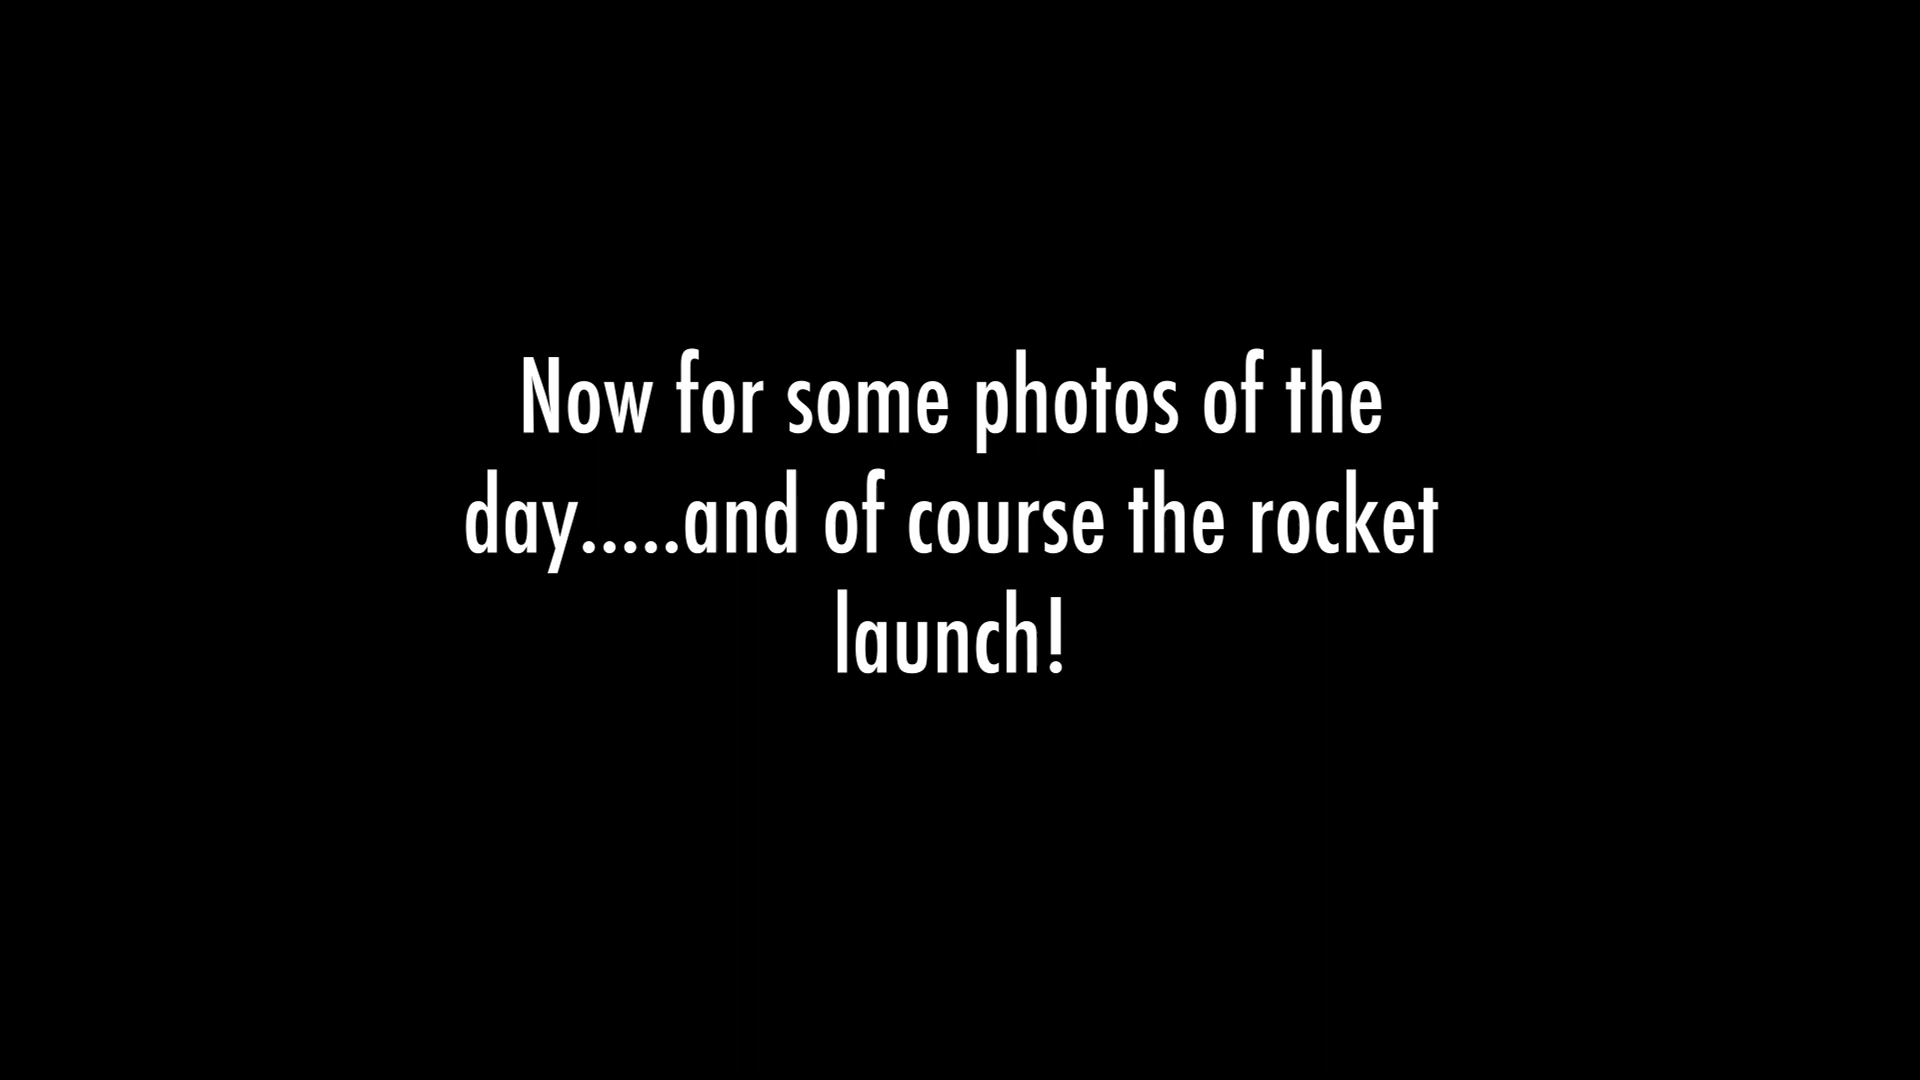 Now for some photos of the
day.....and of course the rocket
launch!